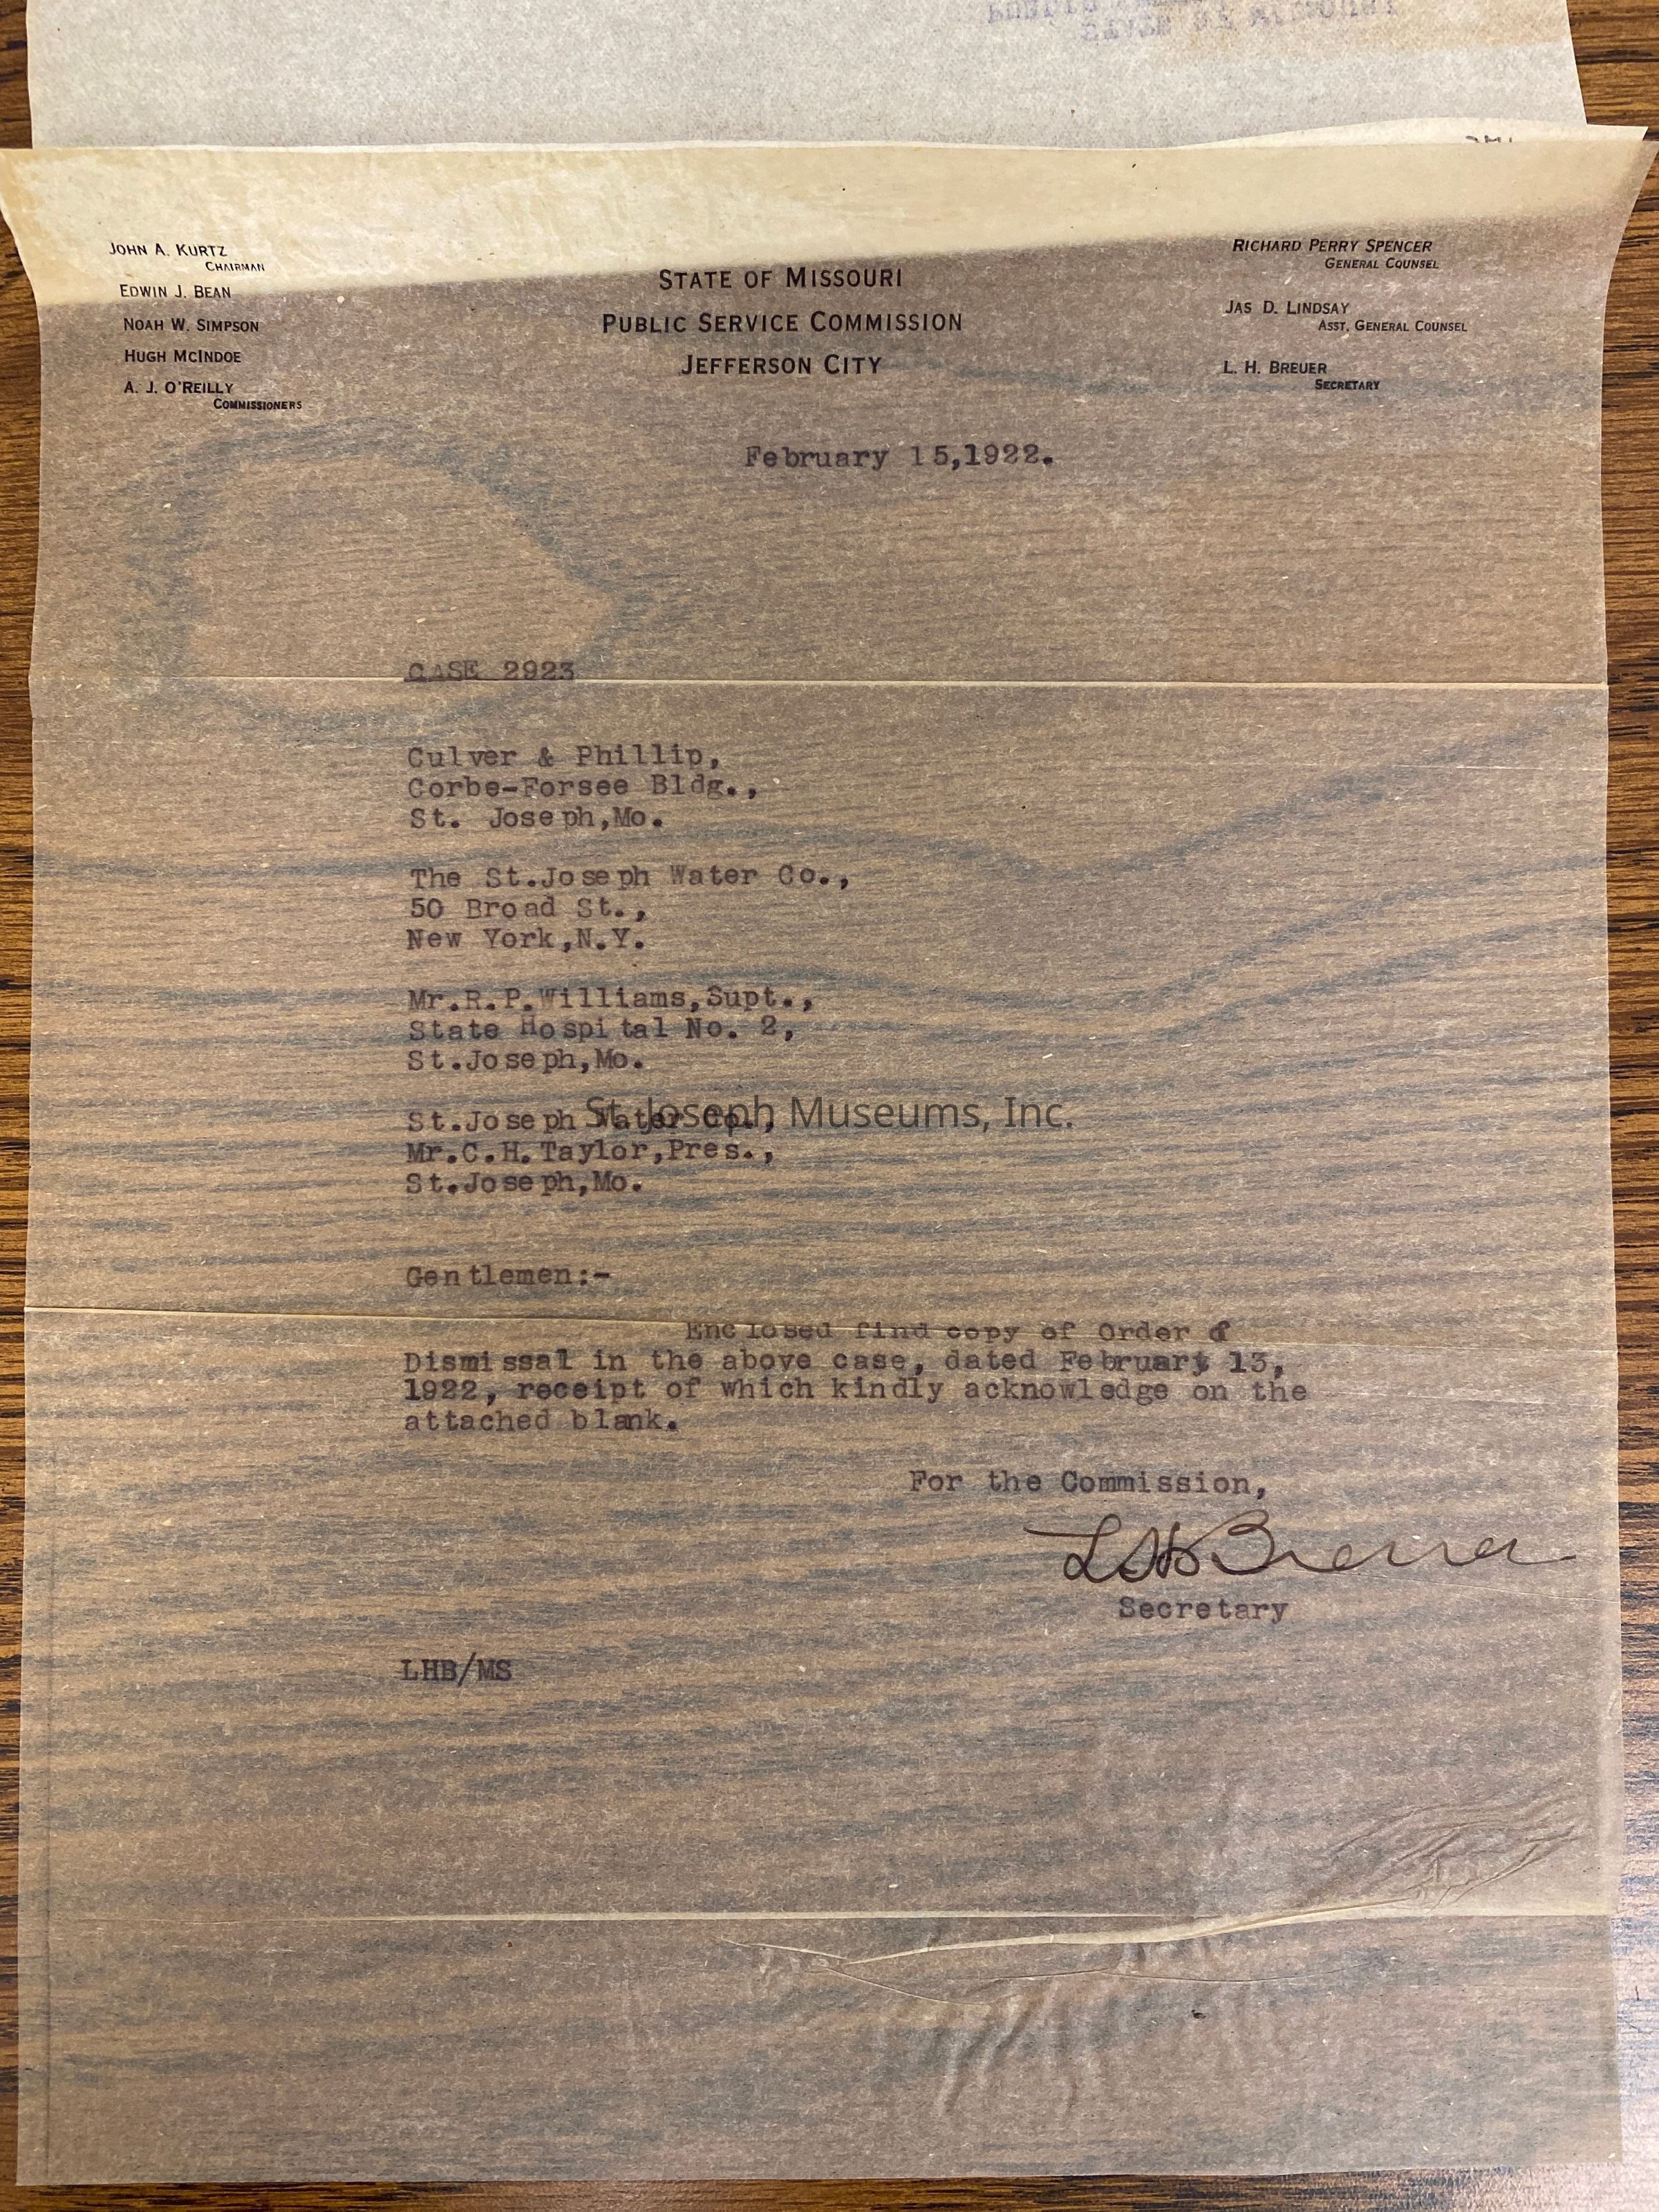 JOHN A. KURTZ
CHAIRMAN
EDWIN J. BEAN
NOAH W. SIMPSON
HUGH MCINDOE
A. J. O'REILLY
COMMISSIONERS
STATE OF MISSOURI
PUBLIC SERVICE COMMISSION
JEFFERSON CITY
RICHARD PERRY SPENCER
GENERAL COUNSEL
JAS D. LINDSAY
ASST. GENERAL COUNSEL
L. H. BREUER
SECRETARY
February 15,1922.
CASE 2923
Culver & Phillip,
Corbe-Forsee Bldg.,
St. Joseph,Mo.
The St.Joseph Water Co.,
50 Broad St.,
New York,N.Y.
Mr.R.P.Williams,Supt.,
State Hospital No. 2,
St.Joseph,Mo.
St.Joseph Water Co.,
Mr.C.H.Taylor,Pres.,
St.Joseph,Mo.
St. Joseph Museums, Inc.
Gentlemen:-
Enclosed find copy of Order of
Dismissal in the above case, dated February 13,
1922, receipt of which kindly acknowledge on the
attached blank.
For the Commission,
LH Breuer
Secretary
LHB/MS